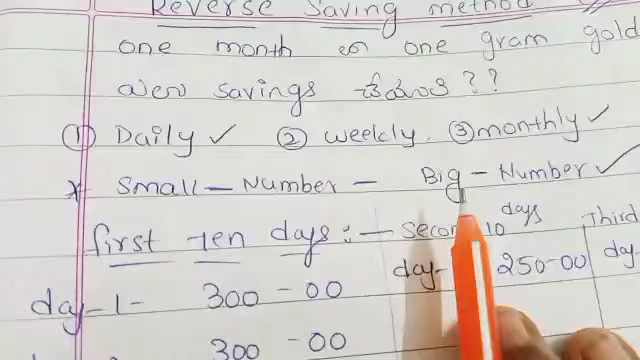 Reverse Saving method
one month లో one gram gold
ఎలా savings చేయాలి ??
① Daily ✓ ② weekly. ③ monthly ✓
* Small - Number - Big - Number ✓
first ten days :- 10 days Third
day-1- 300-00 day- 250-00 day-
300-00